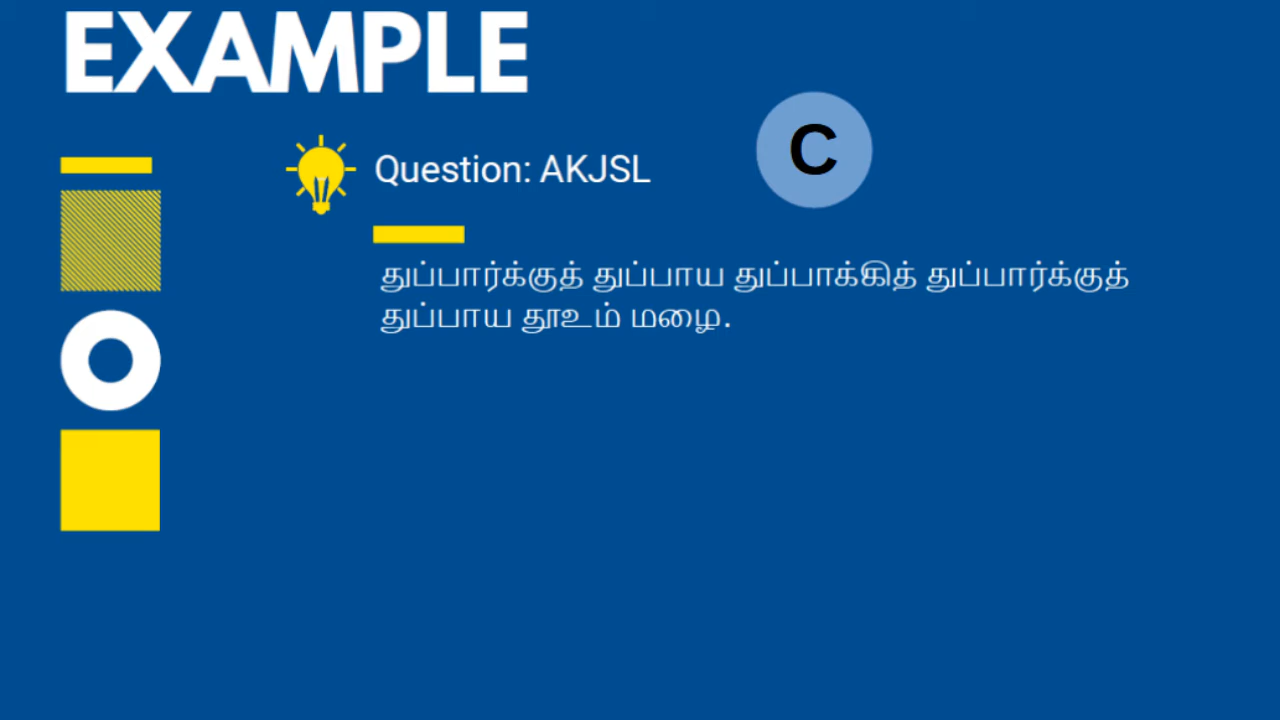 EXAMPLE
C
Question: AKJSL
துப்பார்க்குத் துப்பாய துப்பாக்கித் துப்பார்க்குத்
துப்பாய தூஉம் மழை.